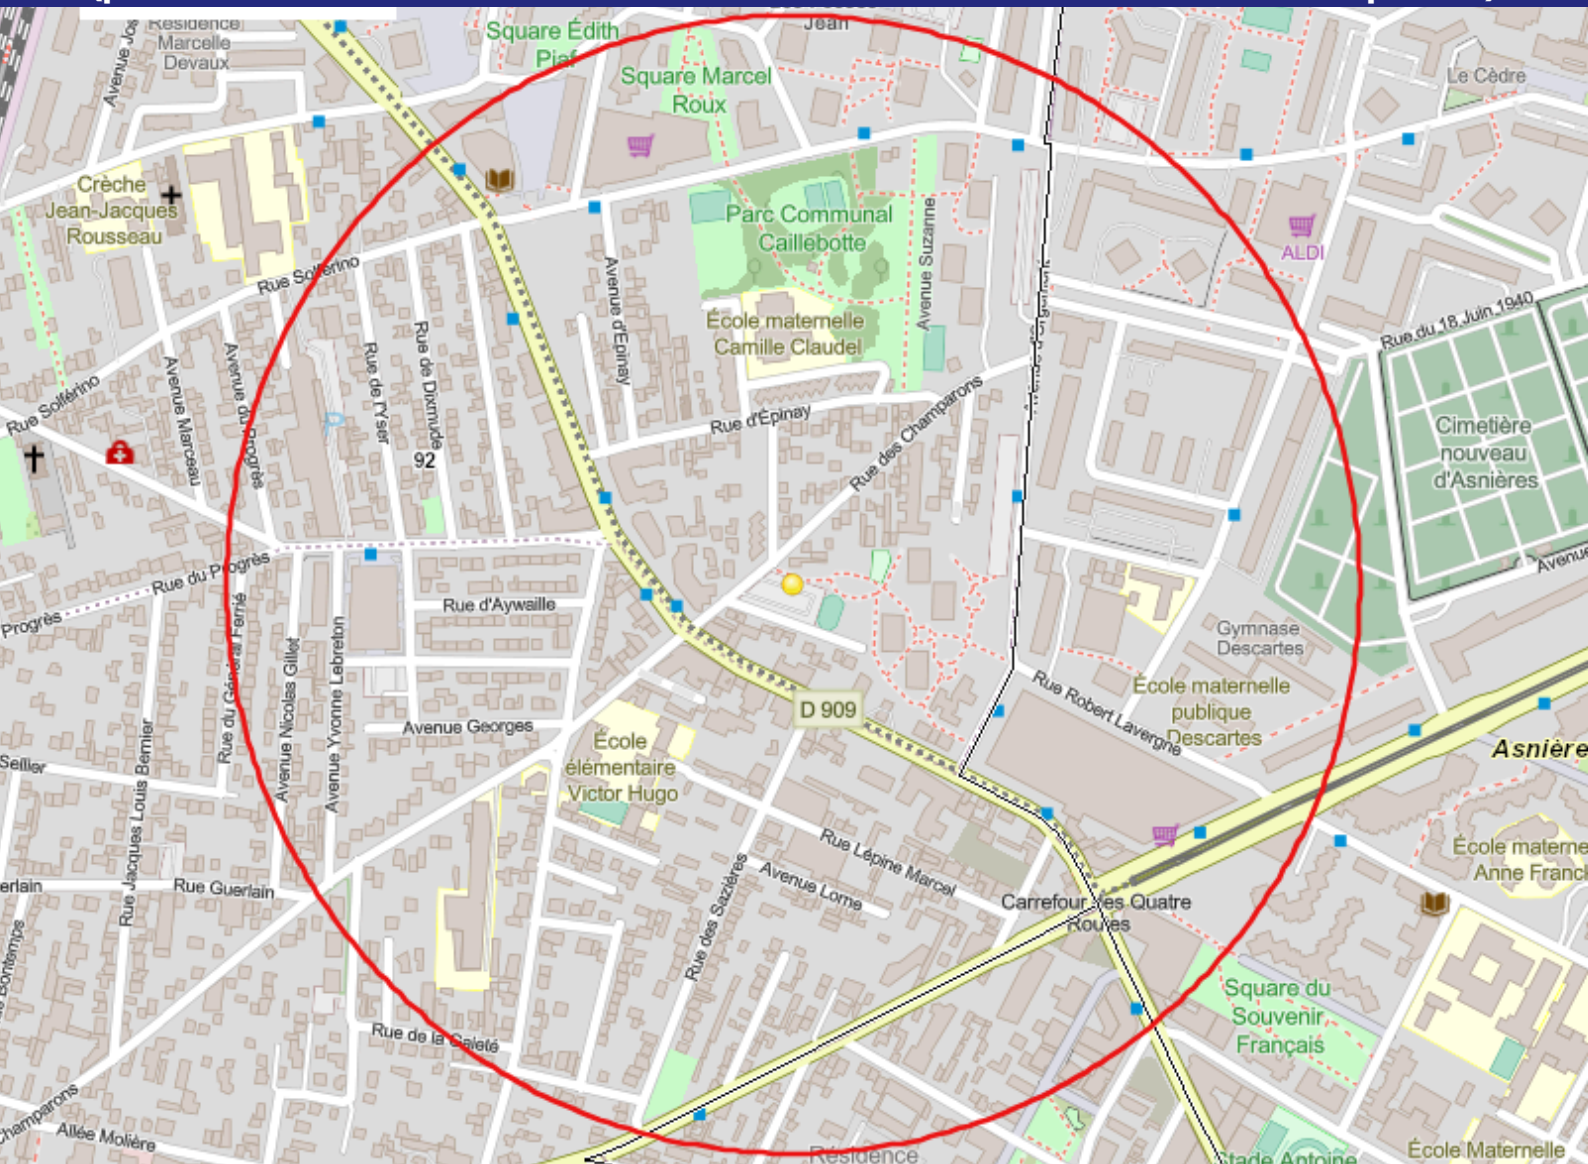 Jean
Résidence
Marcelle
Devaux
Avenue Jos
Square Édith
Piaf
Square Marcel
Roux
Le Cèdre
Crèche
Jean-Jacques
Rousseau
Parc Communal
Caillebotte
Avenue Suzanne
ALDI
Rue Solférino
Avenue d'Épinay
École maternelle
Camille Claudel
Rue du 18 Juin 1940
Rue Solférino
Avenue Marceau
Avenue du Progrès
Rue de l'Yser
Rue de Dixmude
92
P
Rue d'Épinay
Rue des Champarons
Cimetière
nouveau
d'Asnières
Avenue
Rue du Progrès
Progrès
Rue d'Aywaille
Gymnase
Descartes
Rue du Général Ferrié
Avenue Nicolas Gillet
Avenue Yvonne Lebreton
École maternelle
publique
Descartes
Rue Robert Lavergne
D 909
Avenue Georges
École
élémentaire
Victor Hugo
Asnière
Seiller
Rue Jacques Louis Bernier
Rue Lépine Marcel
Avenue Lorne
Rue des Sazières
École materne
Anne Franck
erlain
Rue Guerlain
Carrefour des Quatre
Routes
Bontemps
Square du
Souvenir
Français
Rue de la Gaieté
Champarons
Allée Molière
Résidence
Stade Antoine
École Maternelle